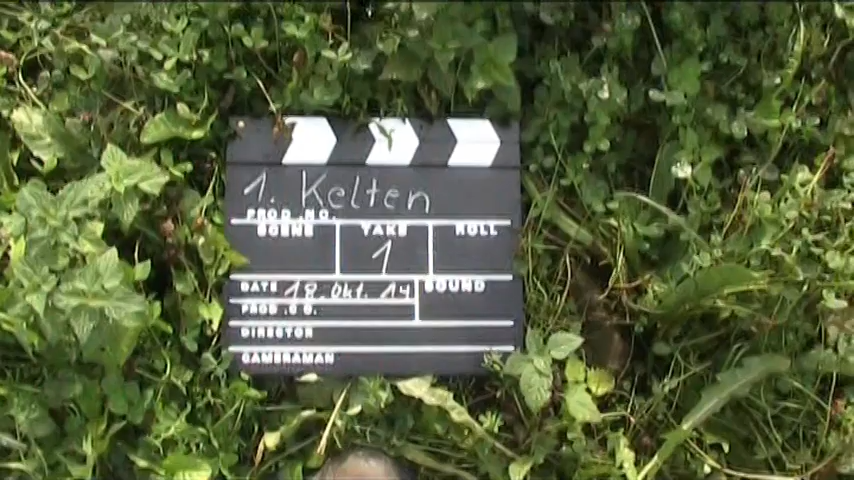 1. Kelten
PROD.NO.
SCENE TAKE ROLL
1
DATE 18. Okt. 14 SOUND
PROD.CO.
DIRECTOR
CAMERAMAN